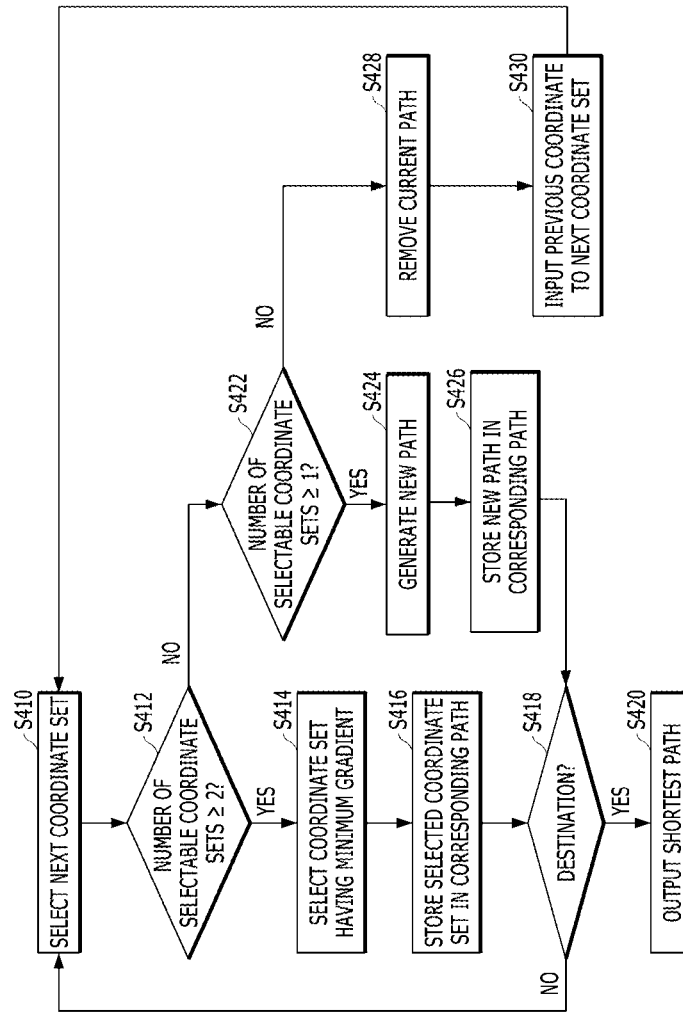 S410
SELECT NEXT COORDINATE SET
S412
NUMBER OF
SELECTABLE COORDINATE
SETS ≥ 2?
NO
YES
S414
SELECT COORDINATE SET
HAVING MINIMUM GRADIENT
S416
STORE SELECTED COORDINATE
SET IN CORRESPONDING PATH
S418
DESTINATION?
NO
YES
S420
OUTPUT SHORTEST PATH
S422
NUMBER OF
SELECTABLE COORDINATE
SETS ≥ 1?
NO
YES
S424
GENERATE NEW PATH
S426
STORE NEW PATH IN
CORRESPONDING PATH
S428
REMOVE CURRENT PATH
S430
INPUT PREVIOUS COORDINATE
TO NEXT COORDINATE SET